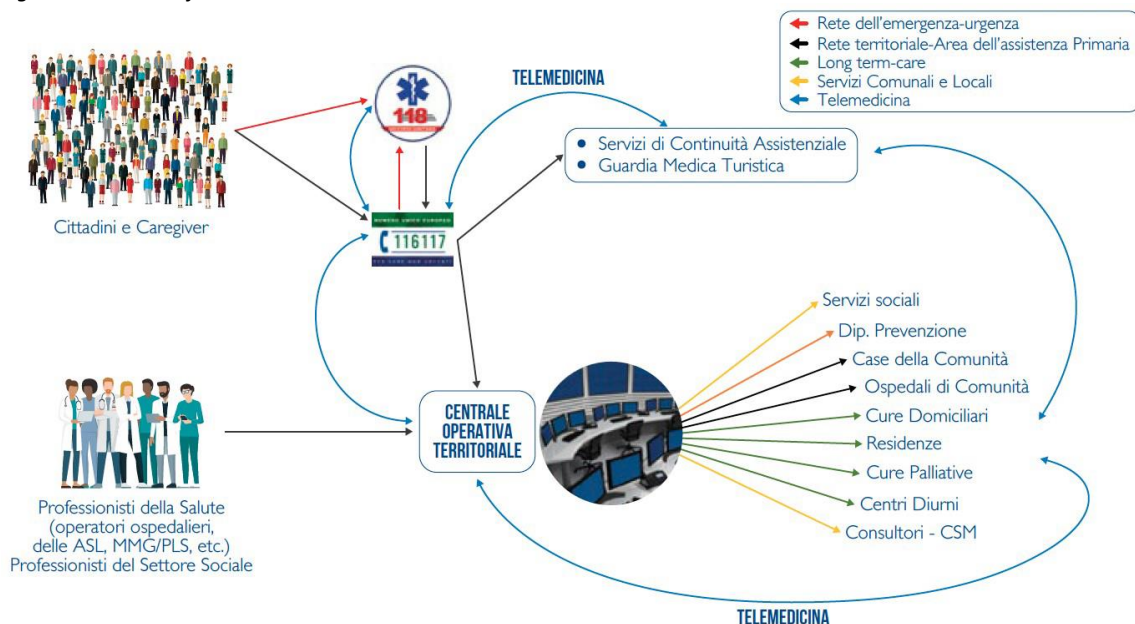 Rete dell'emergenza-urgenza
Rete territoriale-Area dell'assistenza Primaria
Long term-care
Servizi Comunali e Locali
Telemedicina
TELEMEDICINA
118
Servizi di Continuità Assistenziale
Guardia Medica Turistica
Cittadini e Caregiver
NUMERO UNICO EUROPEO
116117
Servizi sociali
Dip. Prevenzione
Case della Comunità
Ospedali di Comunità
Cure Domiciliari
Residenze
Cure Palliative
Centri Diurni
Consultori - CSM
CENTRALE
OPERATIVA
TERRITORIALE
Professionisti della Salute
(operatori ospedalieri,
delle ASL, MMG/PLS, etc.)
Professionisti del Settore Sociale
TELEMEDICINA